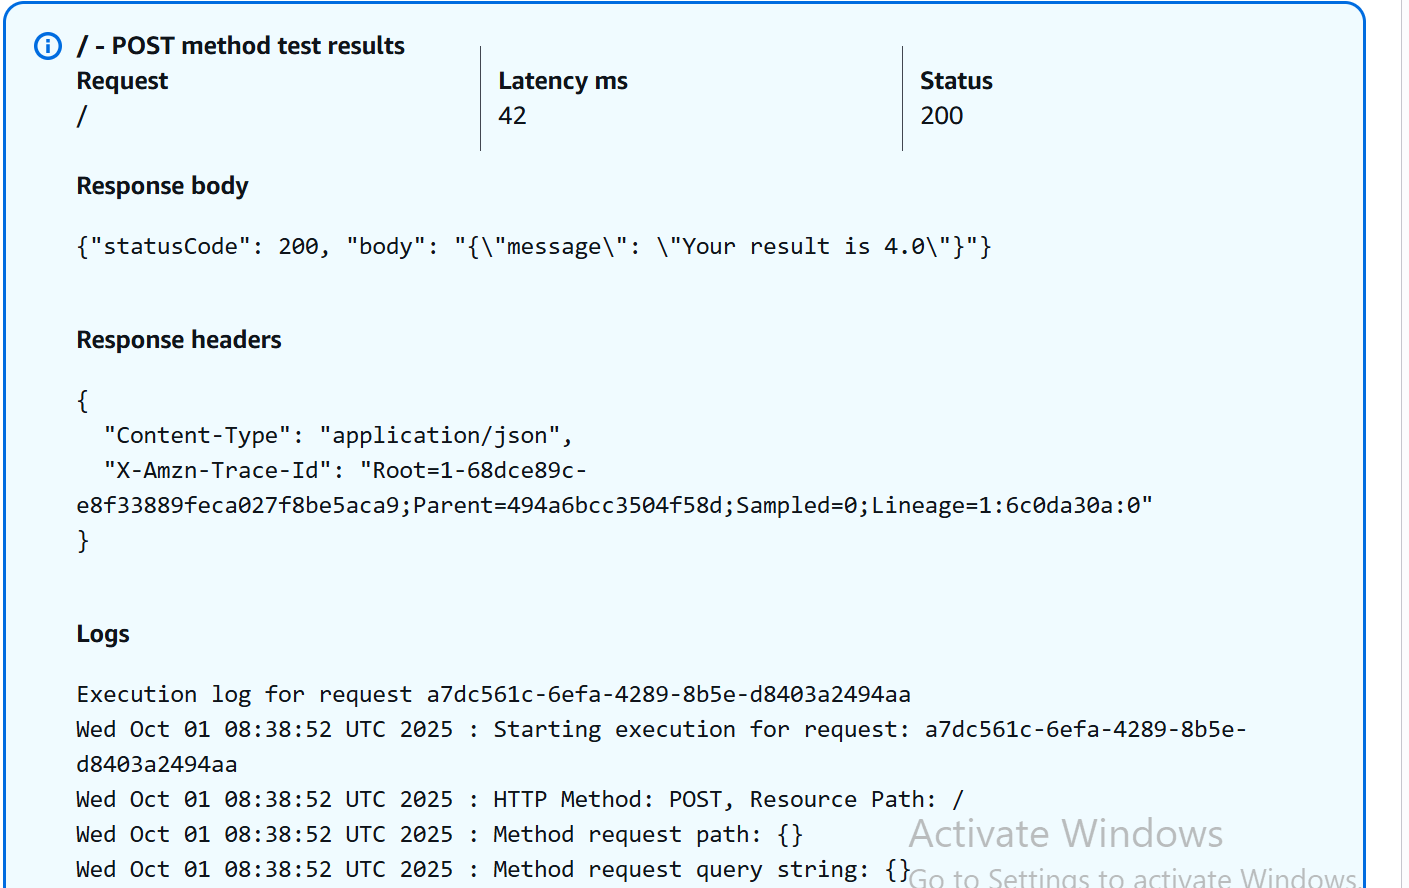 / - POST method test results
Request
/
Latency ms
42
Status
200
Response body
{"statusCode": 200, "body": "{\"message\": \"Your result is 4.0\"}"}
Response headers
{
"Content-Type": "application/json",
"X-Amzn-Trace-Id": "Root=1-68dce89c-
e8f33889feca027f8be5aca9;Parent=494a6bcc3504f58d;Sampled=0;Lineage=1:6c0da30a:0"
}
Logs
Execution log for request a7dc561c-6efa-4289-8b5e-d8403a2494aa
Wed Oct 01 08:38:52 UTC 2025 : Starting execution for request: a7dc561c-6efa-4289-8b5e-
d8403a2494aa
Wed Oct 01 08:38:52 UTC 2025 : HTTP Method: POST, Resource Path: /
Wed Oct 01 08:38:52 UTC 2025 : Method request path: {}
Wed Oct 01 08:38:52 UTC 2025 : Method request query string: {}
Activate Windows
Go to Settings to activate Windows.